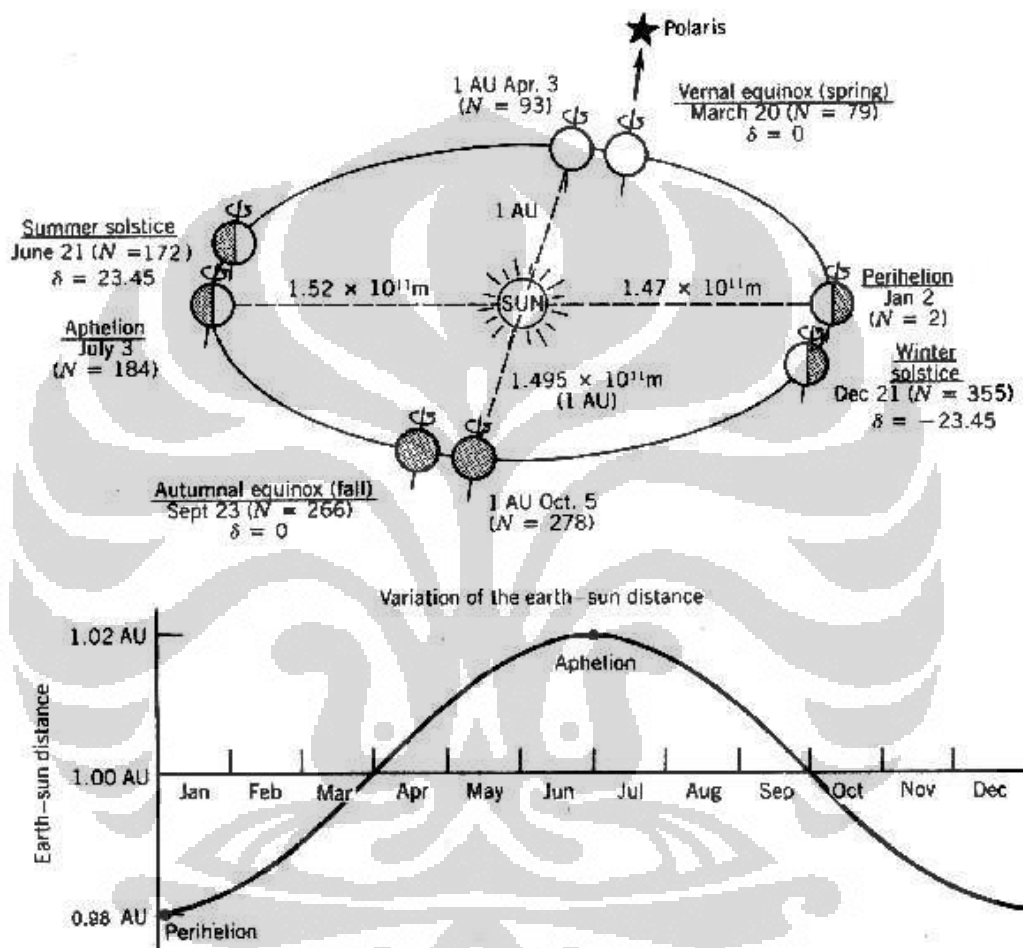 Polaris
1 AU Apr. 3
(N = 93)
Vernal equinox (spring)
March 20 (N = 79)
δ = 0
Summer solstice
June 21 (N =172)
δ = 23.45
1 AU
1.52 × 10¹¹m
SUN
1.47 × 10¹¹m
Perihelion
Jan 2
(N = 2)
Aphelion
July 3
(N = 184)
1.495 × 10¹¹m
(1 AU)
Winter
solstice
Dec 21 (N = 355)
δ = −23.45
Autumnal equinox (fall)
Sept 23 (N = 266)
δ = 0
1 AU Oct. 5
(N = 278)
Variation of the earth–sun distance
1.02 AU
Aphelion
Earth–sun distance
1.00 AU
Jan Feb Mar Apr May Jun Jul Aug Sep Oct Nov Dec
0.98 AU
Perihelion